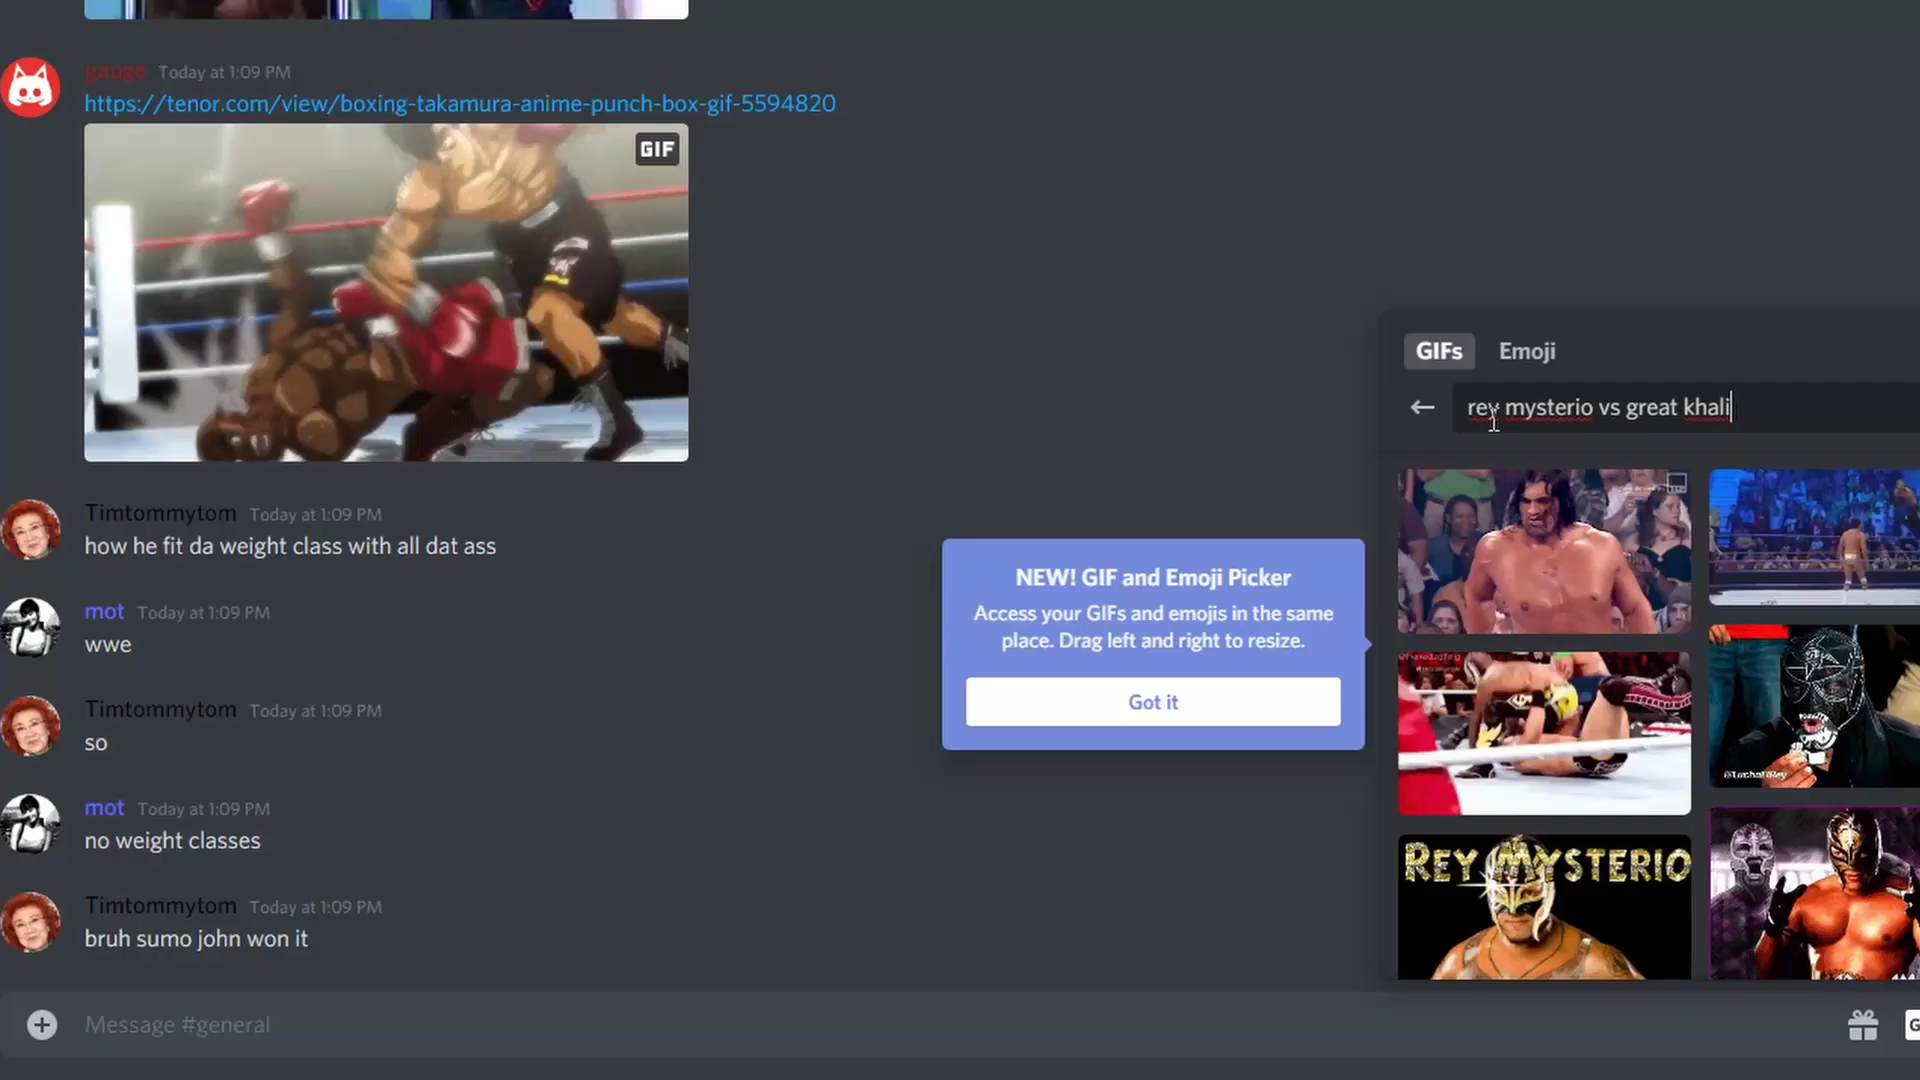 gauge Today at 1:09 PM
https://tenor.com/view/boxing-takamura-anime-punch-box-gif-5594820
GIF
Timtommytom Today at 1:09 PM
how he fit da weight class with all dat ass
mot Today at 1:09 PM
wwe
Timtommytom Today at 1:09 PM
so
mot Today at 1:09 PM
no weight classes
Timtommytom Today at 1:09 PM
bruh sumo john won it
Message #general
NEW! GIF and Emoji Picker
Access your GIFs and emojis in the same
place. Drag left and right to resize.
Got it
GIFs Emoji
rey mysterio vs great khali
@LuchaIIRey
REY MYSTERIO